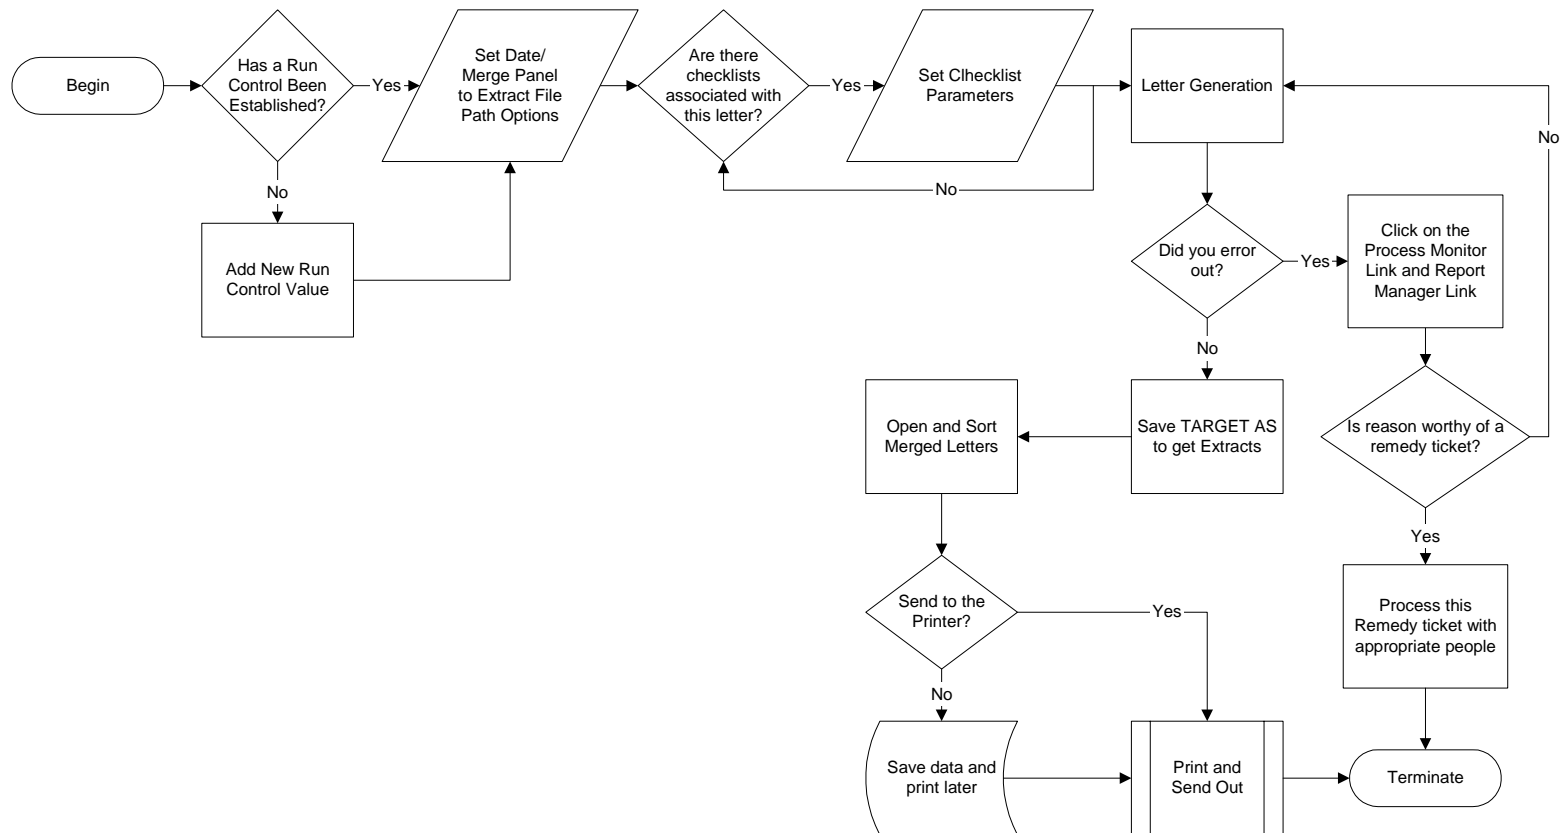 Begin
Has a Run
Control Been
Established?
Yes
Set Date/
Merge Panel
to Extract File
Path Options
Are there
checklists
associated with
this letter?
Yes
Set Clhecklist
Parameters
Letter Generation
No
No
No
Add New Run
Control Value
Did you error
out?
Yes
Click on the
Process Monitor
Link and Report
Manager Link
No
Open and Sort
Merged Letters
Save TARGET AS
to get Extracts
Is reason worthy of a
remedy ticket?
Yes
Send to the
Printer?
Yes
Process this
Remedy ticket with
appropriate people
No
Save data and
print later
Print and
Send Out
Terminate